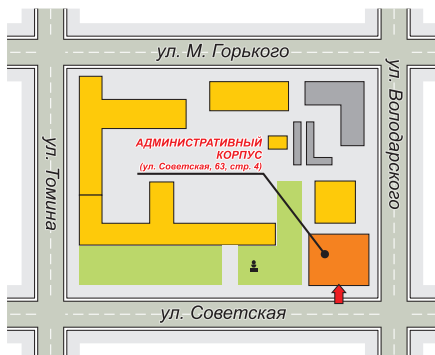 ул. М. Горького
ул. Володарского
АДМИНИСТРАТИВНЫЙ
КОРПУС
(ул. Советская, 63, стр. 4)
ул. Томина
ул. Советская